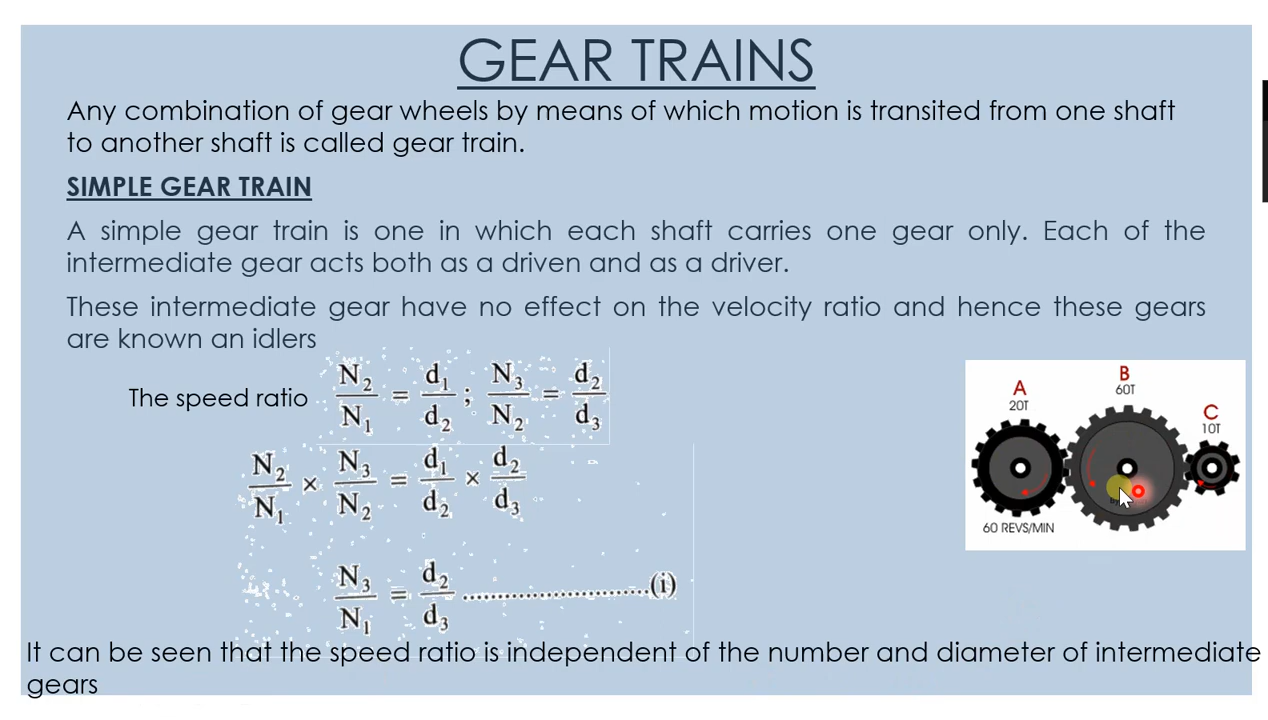 GEAR TRAINS
Any combination of gear wheels by means of which motion is transited from one shaft
to another shaft is called gear train.
SIMPLE GEAR TRAIN
A simple gear train is one in which each shaft carries one gear only. Each of the
intermediate gear acts both as a driven and as a driver.
These intermediate gear have no effect on the velocity ratio and hence these gears
are known an idlers
The speed ratio N₂/N₁ = d₁/d₂ ; N₃/N₂ = d₂/d₃
N₂/N₁ × N₃/N₂ = d₁/d₂ × d₂/d₃
N₃/N₁ = d₂/d₃ ................................(i)
A
20T
B
60T
C
10T
60 REVS/MIN
It can be seen that the speed ratio is independent of the number and diameter of intermediate
gears